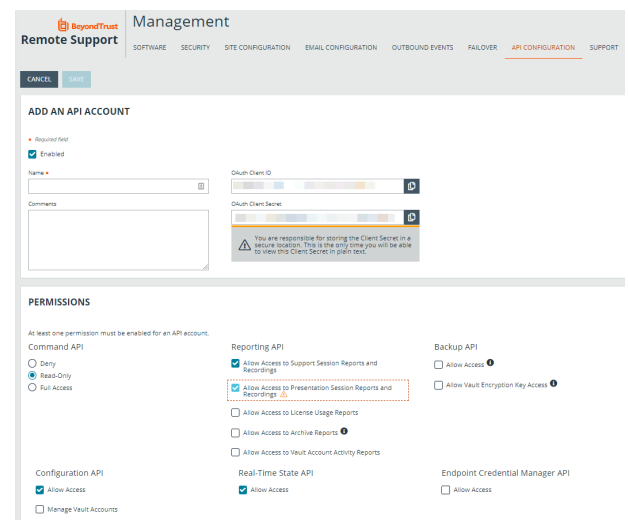 BeyondTrust
Remote Support
Management
SOFTWARE SECURITY SITE CONFIGURATION EMAIL CONFIGURATION OUTBOUND EVENTS FAILOVER API CONFIGURATION SUPPORT
CANCEL SAVE
ADD AN API ACCOUNT
• Required field
Enabled
Name • OAuth Client ID
Comments OAuth Client Secret
You are responsible for storing the Client Secret in a
secure location. This is the only time you will be able
to view this Client Secret in plain text.
PERMISSIONS
At least one permission must be enabled for an API account.
Command API Reporting API Backup API
Deny Allow Access to Support Session Reports and
Recordings Allow Access
Read-Only
Full Access Allow Access to Presentation Session Reports and
Recordings Allow Vault Encryption Key Access
Allow Access to License Usage Reports
Allow Access to Archive Reports
Allow Access to Vault Account Activity Reports
Configuration API Real-Time State API Endpoint Credential Manager API
Allow Access Allow Access Allow Access
Manage Vault Accounts